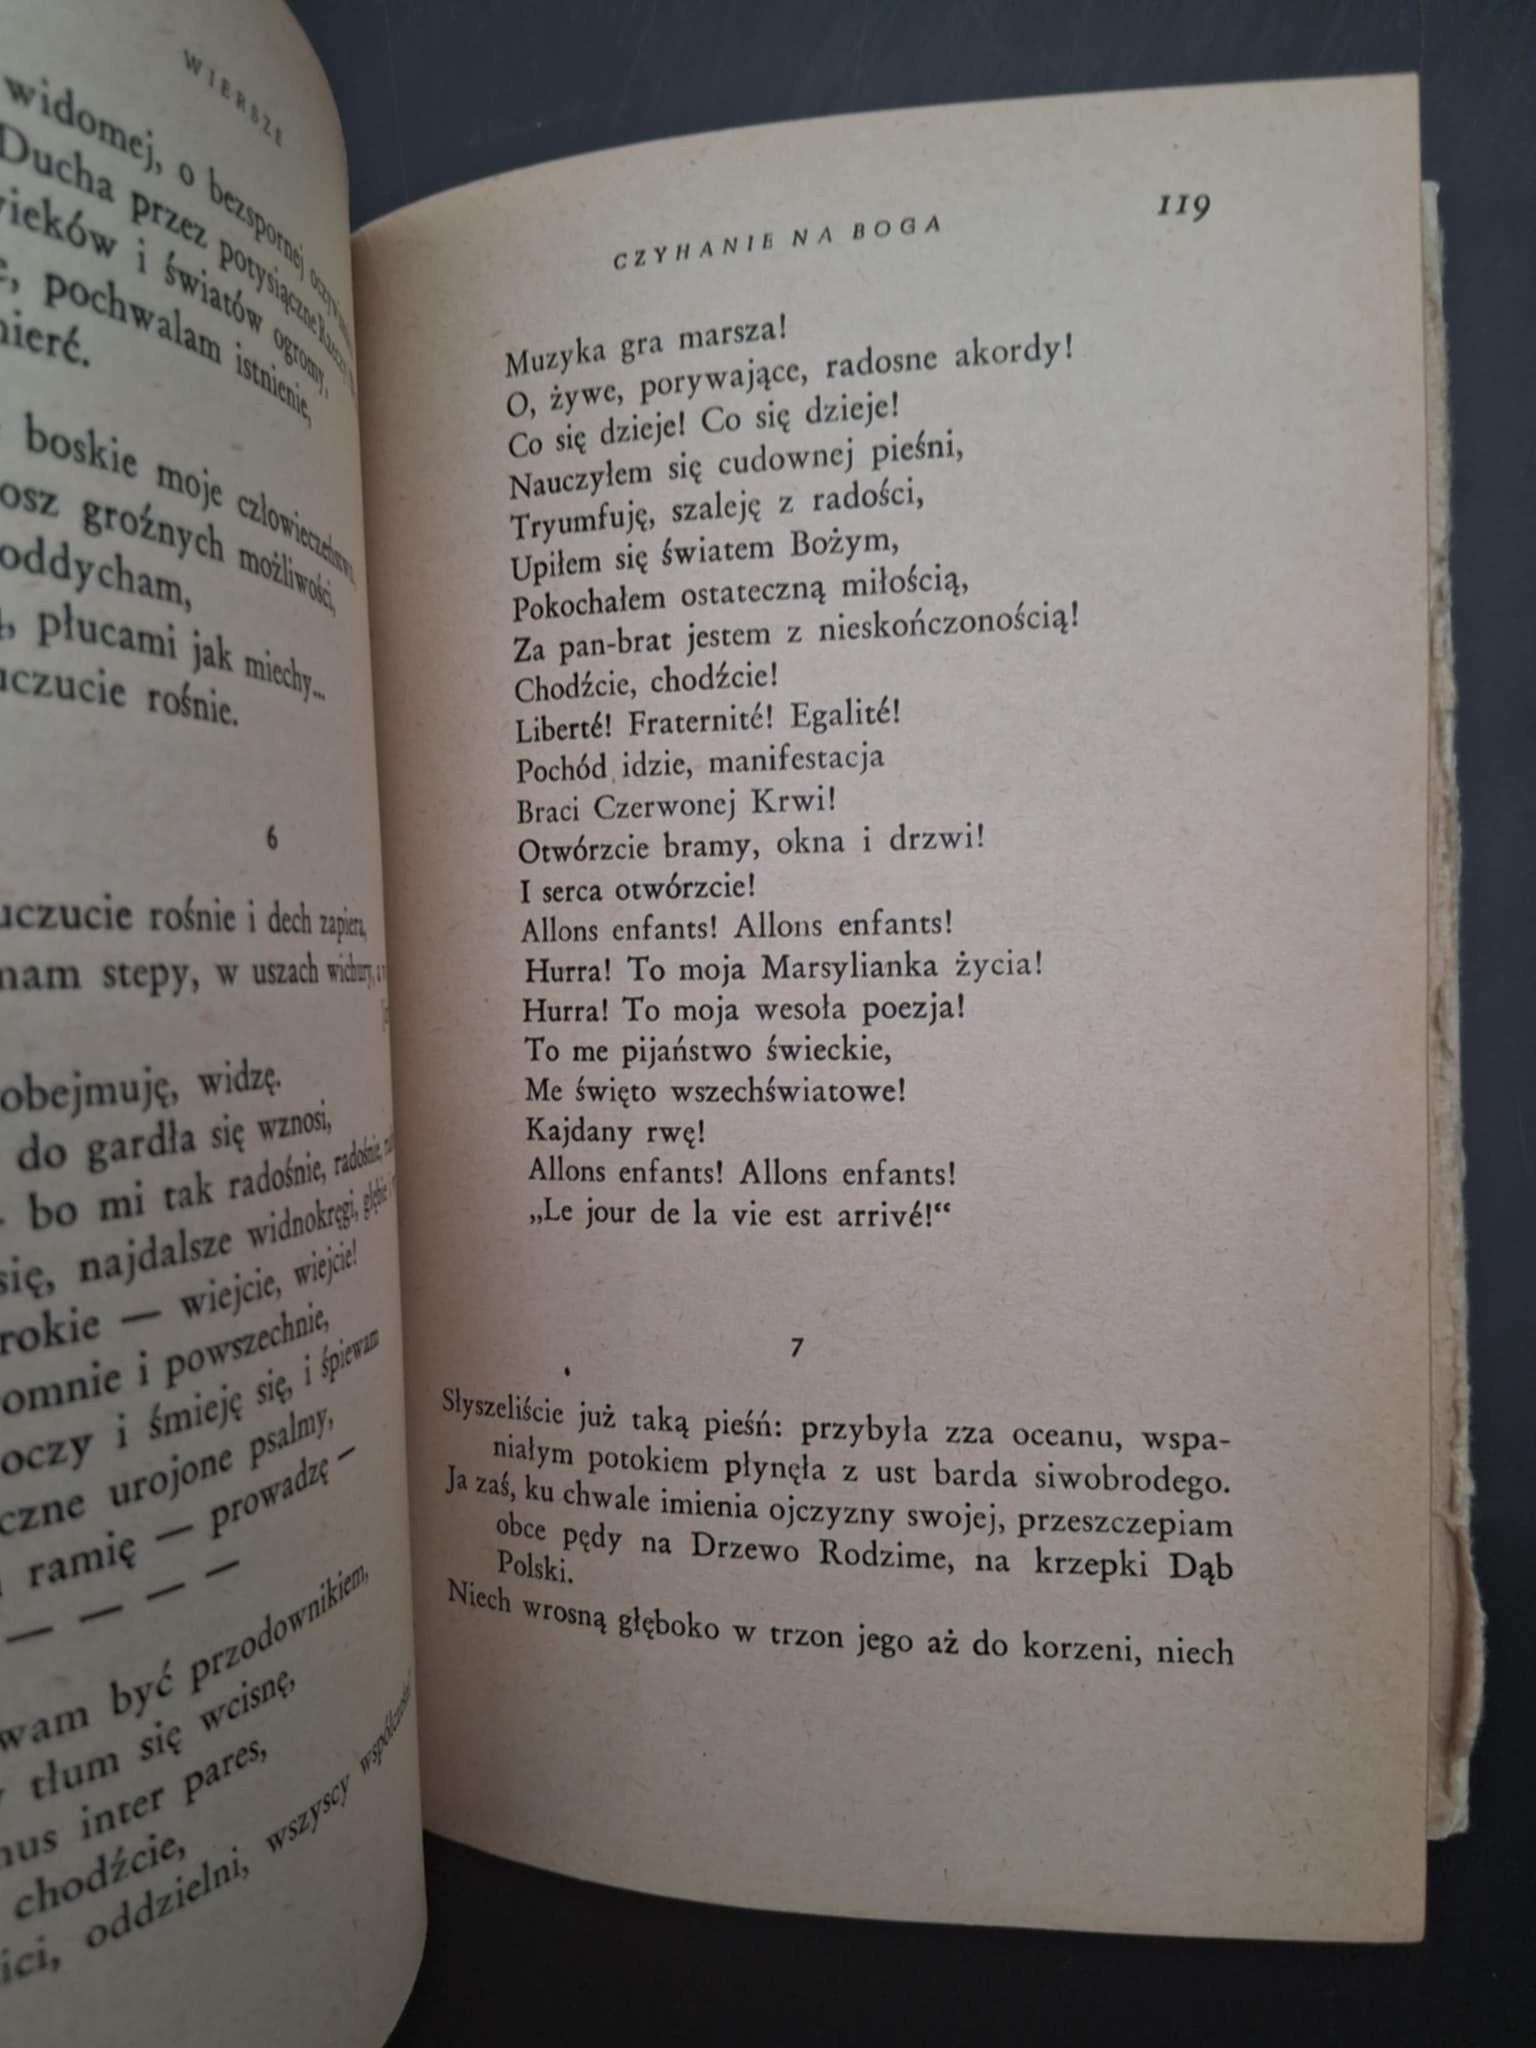 WIERSZE
widomej, o bezspornej
Ducha przez potysiączne
wieków i światów ogromy,
pochwalam istnienie,
boskie moje człowieczeństwo,
groźnych możliwości,
oddycham,
płucami jak miechy...
uczucie rośnie.
6
uczucie rośnie i dech zapiera,
stepy, w uszach wichury,
obejmuję, widzę.
do gardła się wznosi,
bo mi tak radośnie, radośnie,
się, najdalsze widnokręgi, głębie
— wiejcie, wiejcie!
i powszechnie,
oczy i śmieję się, i śpiewam
urojone psalmy,
ramię — prowadzę —
— — — —
być przodownikiem,
tłum się wcisnę,
inter pares,
chodźcie,
oddzielni, wszyscy
CZYHANIE NA BOGA
119
Muzyka gra marsza!
O, żywe, porywające, radosne akordy!
Co się dzieje! Co się dzieje!
Nauczyłem się cudownej pieśni,
Tryumfuję, szaleję z radości,
Upiłem się światem Bożym,
Pokochałem ostateczną miłością,
Za pan-brat jestem z nieskończonością!
Chodźcie, chodźcie!
Liberté! Fraternité! Egalité!
Pochód idzie, manifestacja
Braci Czerwonej Krwi!
Otwórzcie bramy, okna i drzwi!
I serca otwórzcie!
Allons enfants! Allons enfants!
Hurra! To moja Marsylianka życia!
Hurra! To moja wesoła poezja!
To me pijaństwo świeckie,
Me święto wszechświatowe!
Kajdany rwę!
Allons enfants! Allons enfants!
„Le jour de la vie est arrivé!“
7
Słyszeliście już taką pieśń: przybyła zza oceanu, wspa-
niałym potokiem płynęła z ust barda siwobrodego.
Ja zaś, ku chwale imienia ojczyzny swojej, przeszczepiam
obce pędy na Drzewo Rodzime, na krzepki Dąb
Polski.
Niech wrosną głęboko w trzon jego aż do korzeni, niech